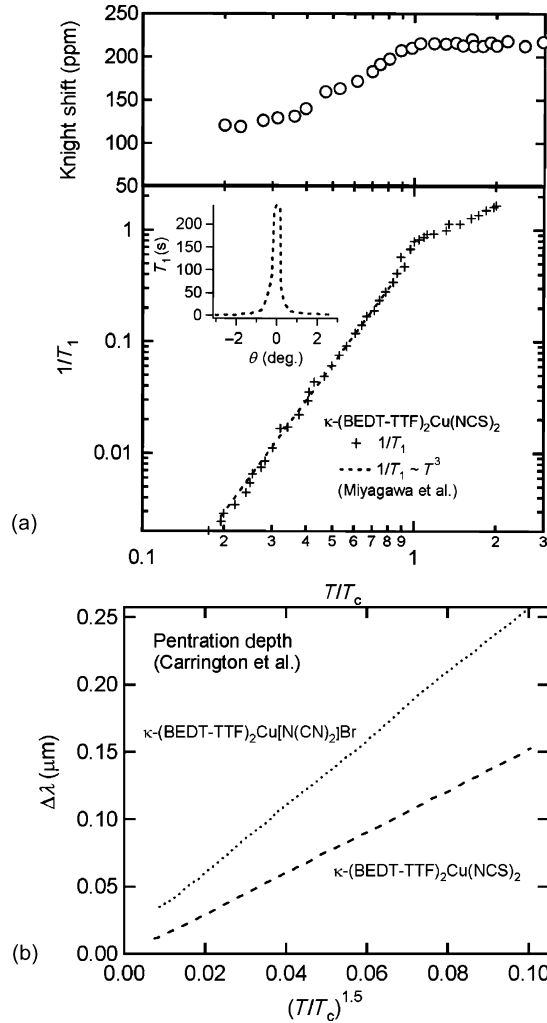 Knight shift (ppm)
250
200
150
100
50
1/T1
1
0.1
0.01
T1(s)
200
150
100
50
0
−2
0
2
θ (deg.)
κ-(BEDT-TTF)2Cu(NCS)2
+ 1/T1
1/T1 ~ T3
(Miyagawa et al.)
(a)
0.1
2
3
4
5
6
7
8
9
1
2
3
T/Tc
Δλ (μm)
0.25
0.20
0.15
0.10
0.05
0.00
Pentration depth
(Carrington et al.)
κ-(BEDT-TTF)2Cu[N(CN)2]Br
κ-(BEDT-TTF)2Cu(NCS)2
(b)
0.00
0.02
0.04
0.06
0.08
0.10
(T/Tc)1.5